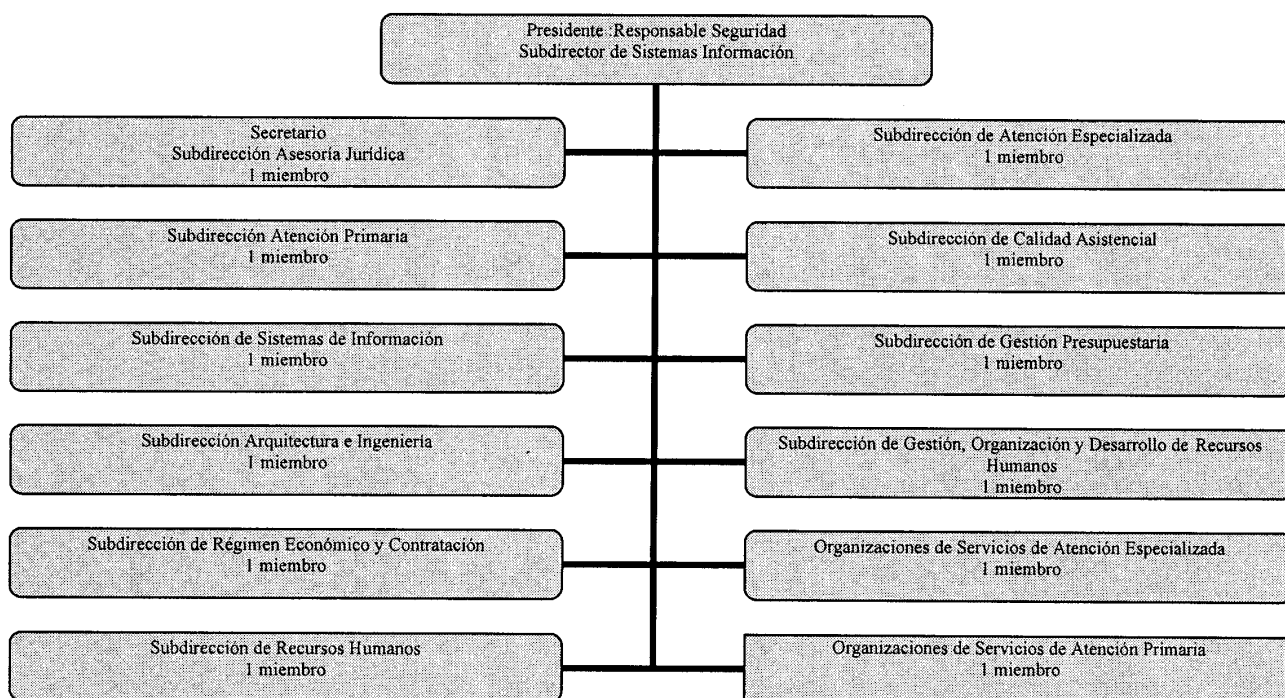 Presidente :Responsable Seguridad
Subdirector de Sistemas Información
Secretario
Subdirección Asesoría Jurídica
1 miembro
Subdirección de Atención Especializada
1 miembro
Subdirección Atención Primaria
1 miembro
Subdirección de Calidad Asistencial
1 miembro
Subdirección de Sistemas de Información
1 miembro
Subdirección de Gestión Presupuestaria
1 miembro
Subdirección Arquitectura e Ingeniería
1 miembro
Subdirección de Gestión, Organización y Desarrollo de Recursos
Humanos
1 miembro
Subdirección de Régimen Económico y Contratación
1 miembro
Organizaciones de Servicios de Atención Especializada
1 miembro
Subdirección de Recursos Humanos
1 miembro
Organizaciones de Servicios de Atención Primaria
1 miembro